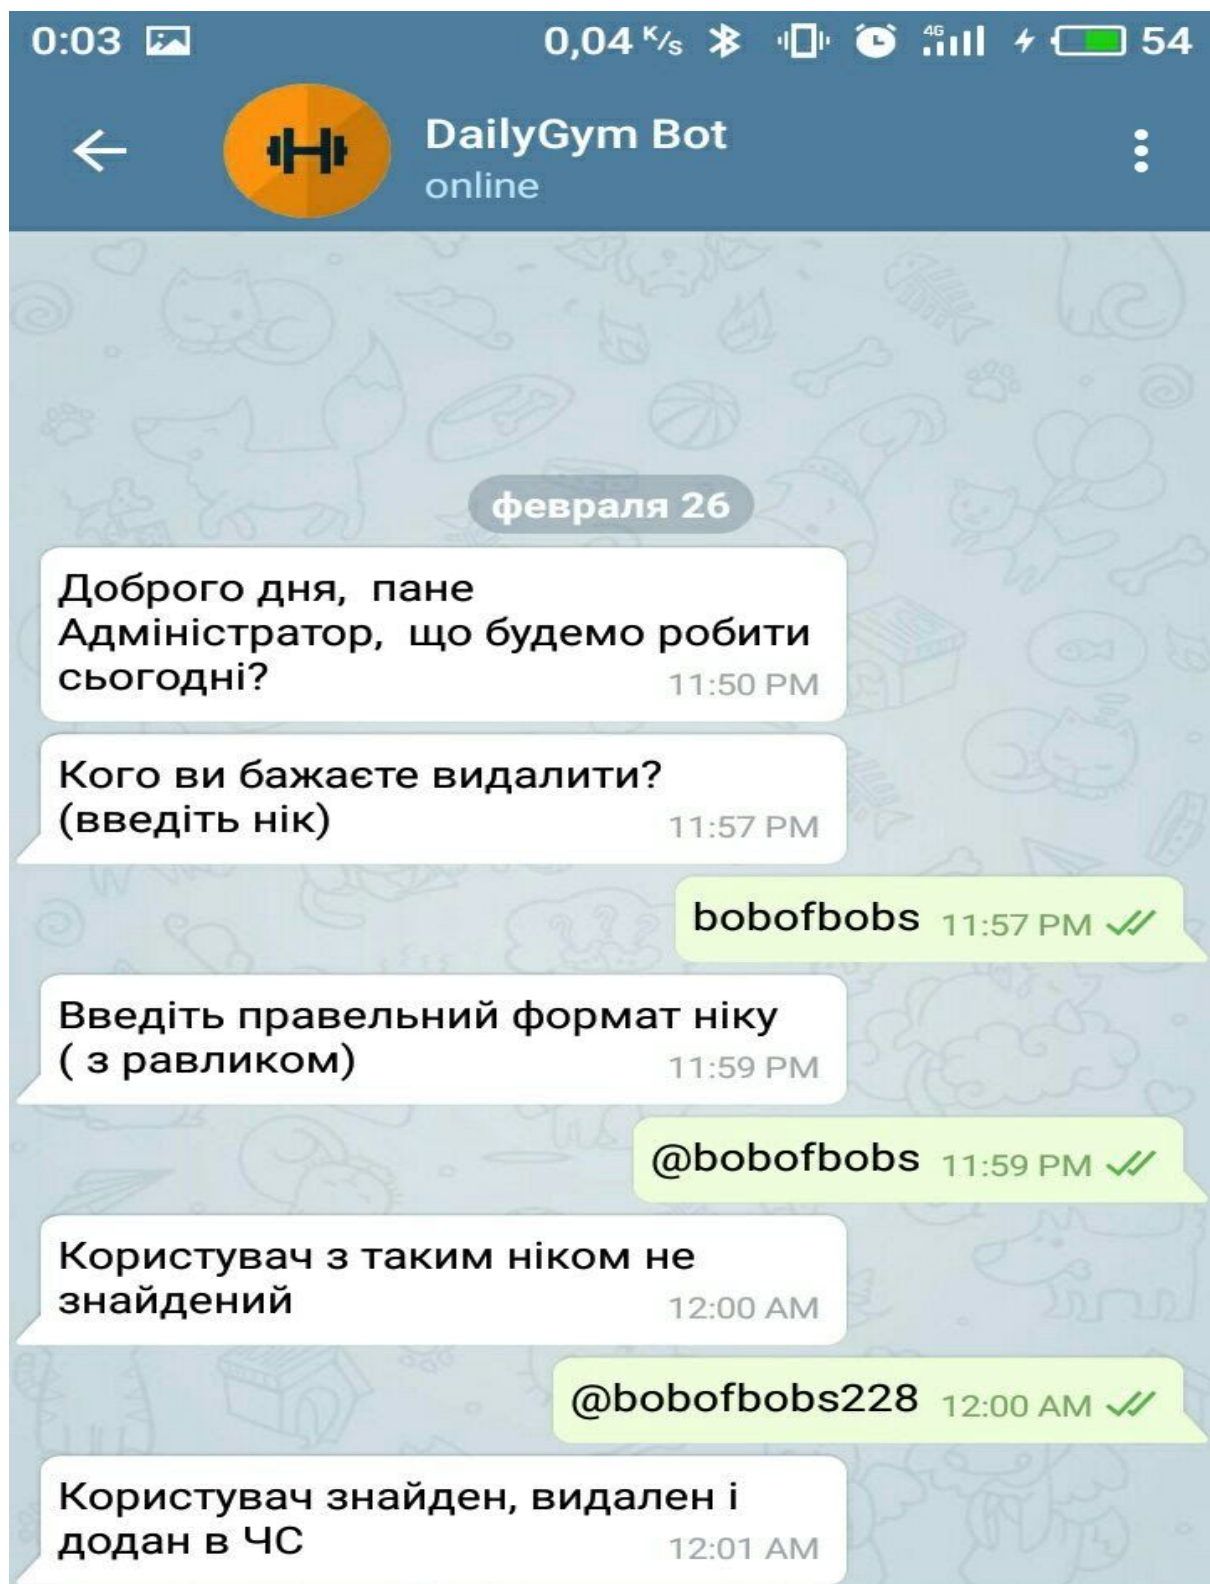 0:03 0,04 K/s 4G 54
DailyGym Bot
online
февраля 26
Доброго дня, пане
Адміністратор, що будемо робити
сьогодні? 11:50 PM
Кого ви бажаєте видалити?
(введіть нік) 11:57 PM
bobofbobs 11:57 PM
Введіть правельний формат ніку
( з равликом) 11:59 PM
@bobofbobs 11:59 PM
Користувач з таким ніком не
знайдений 12:00 AM
@bobofbobs228 12:00 AM
Користувач знайден, видален і
додан в ЧС 12:01 AM